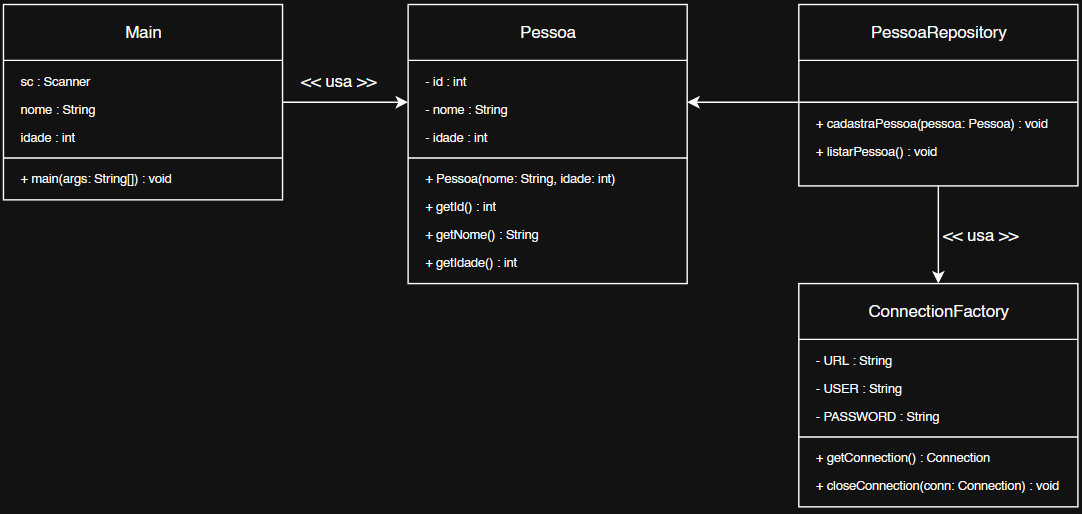 Main
sc : Scanner
nome : String
idade : int
+ main(args: String[]) : void
<< usa >>
Pessoa
- id : int
- nome : String
- idade : int
+ Pessoa(nome: String, idade: int)
+ getId() : int
+ getNome() : String
+ getIdade() : int
PessoaRepository
+ cadastraPessoa(pessoa: Pessoa) : void
+ listarPessoa() : void
<< usa >>
ConnectionFactory
- URL : String
- USER : String
- PASSWORD : String
+ getConnection() : Connection
+ closeConnection(conn: Connection) : void